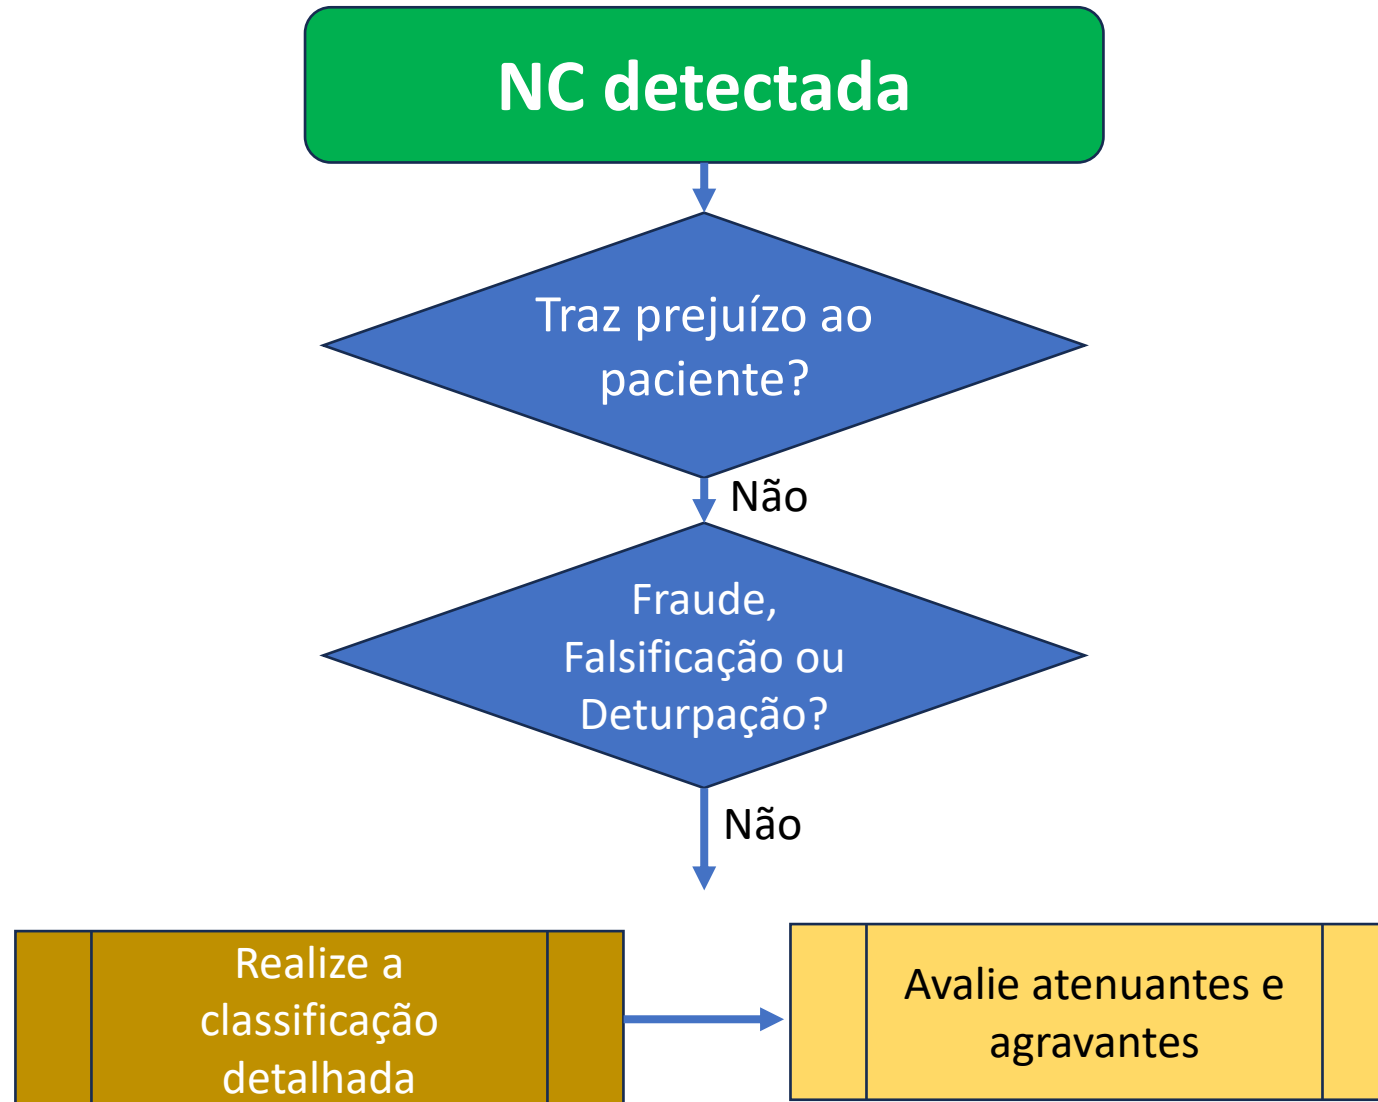 NC detectada
Traz prejuízo ao
paciente?
Não
Fraude,
Falsificação ou
Deturpação?
Não
Realize a
classificação
detalhada
Avalie atenuantes e
agravantes